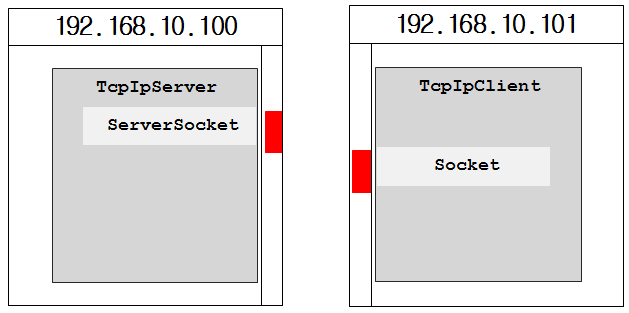 192.168.10.100
TcpIpServer
ServerSocket
192.168.10.101
TcpIpClient
Socket